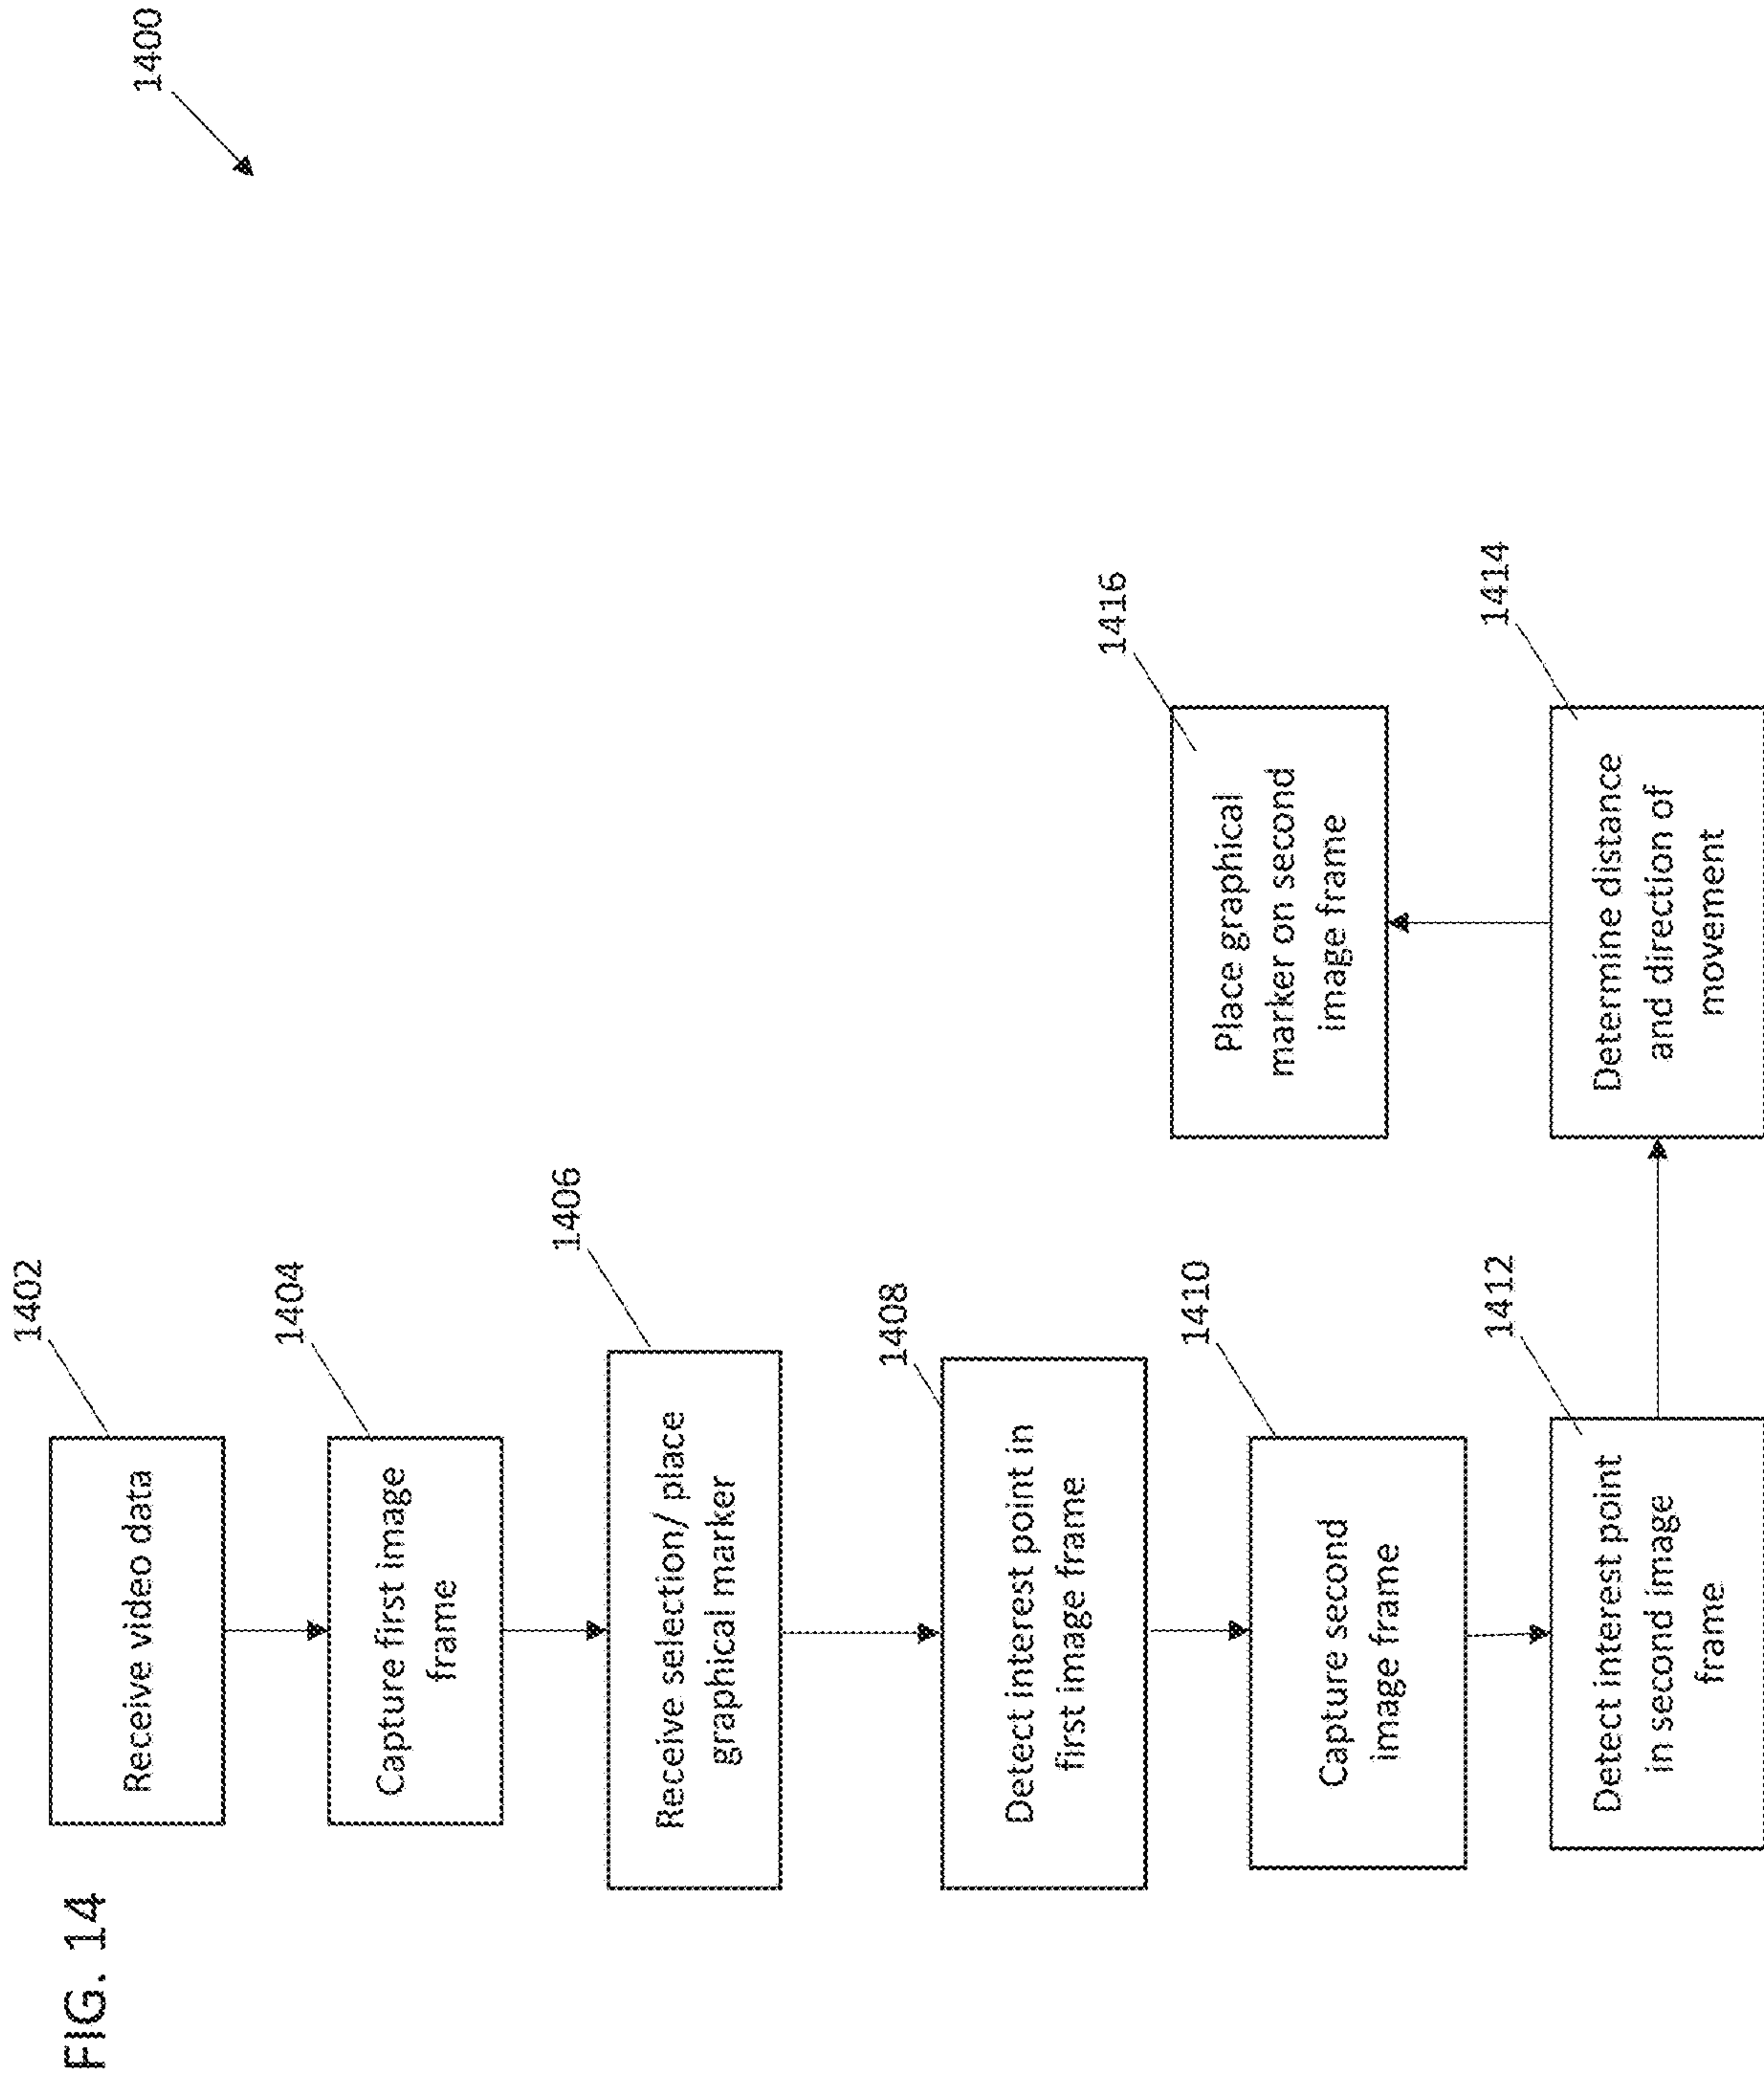 FIG. 14
1400
1402
Receive video data
1404
Capture first image
frame
1406
Receive selection/ place
graphical marker
1408
Detect interest point in
first image frame
1410
Capture second
image frame
1412
Detect interest point
in second image
frame
1414
Determine distance
and direction of
movement
1416
Place graphical
marker on second
image frame